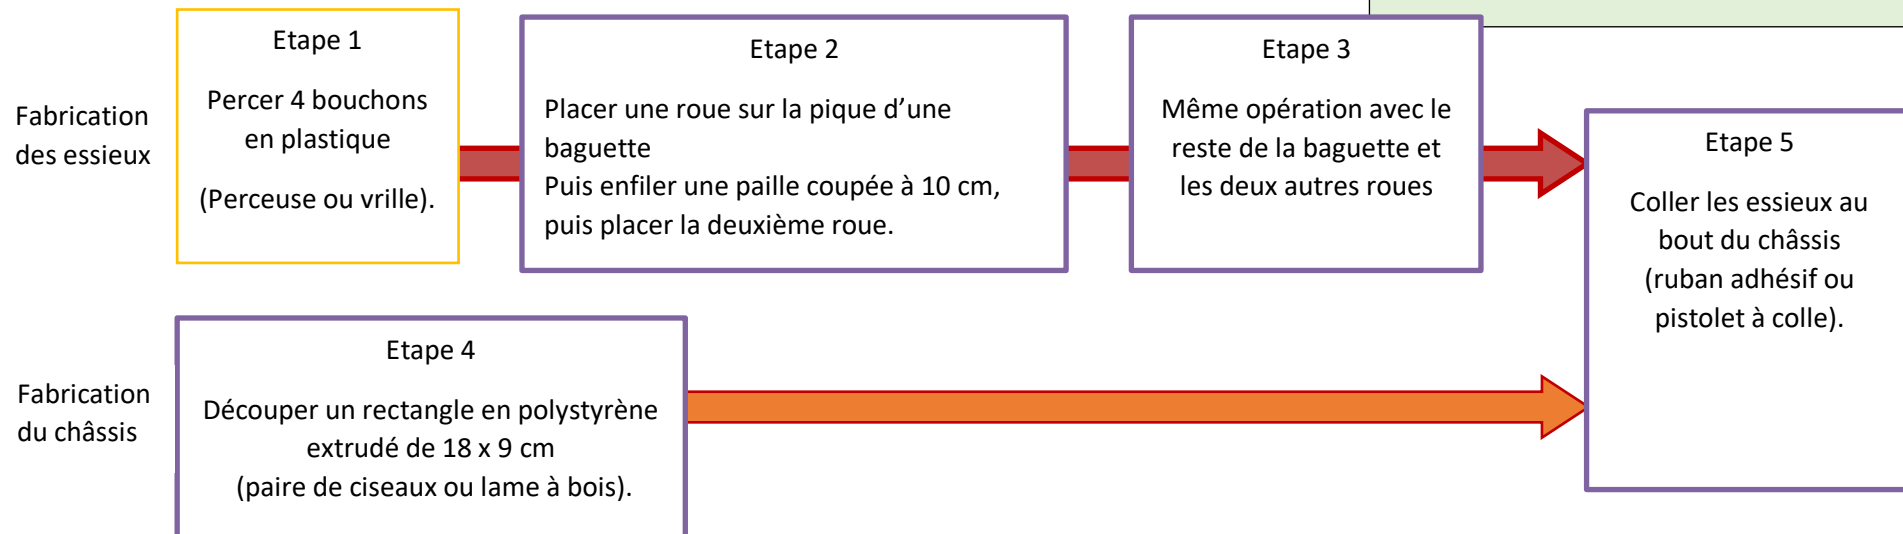 Fabrication
des essieux
Etape 1
Percer 4 bouchons
en plastique
(Perceuse ou vrille).
Etape 2
Placer une roue sur la pique d’une
baguette
Puis enfiler une paille coupée à 10 cm,
puis placer la deuxième roue.
Etape 3
Même opération avec le
reste de la baguette et
les deux autres roues
Etape 5
Coller les essieux au
bout du châssis
(ruban adhésif ou
pistolet à colle).
Fabrication
du châssis
Etape 4
Découper un rectangle en polystyrène
extrudé de 18 x 9 cm
(paire de ciseaux ou lame à bois).